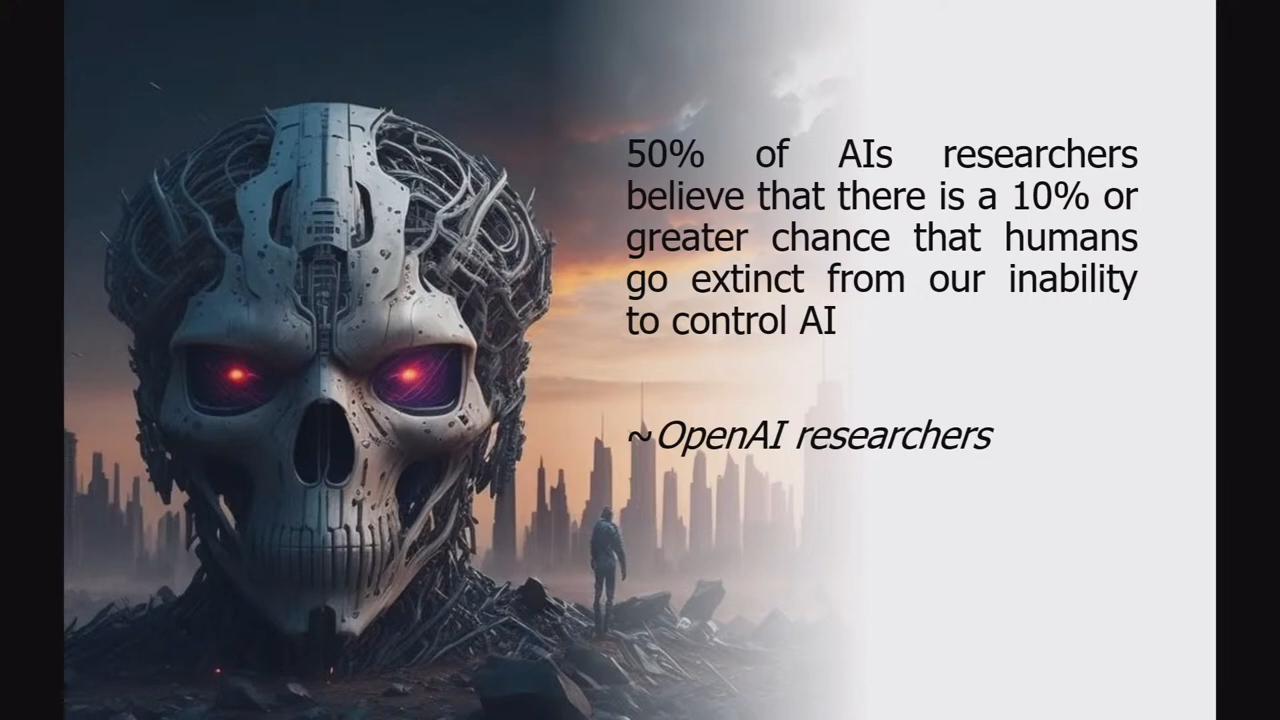 50% of AIs researchers
believe that there is a 10% or
greater chance that humans
go extinct from our inability
to control AI
~OpenAI researchers